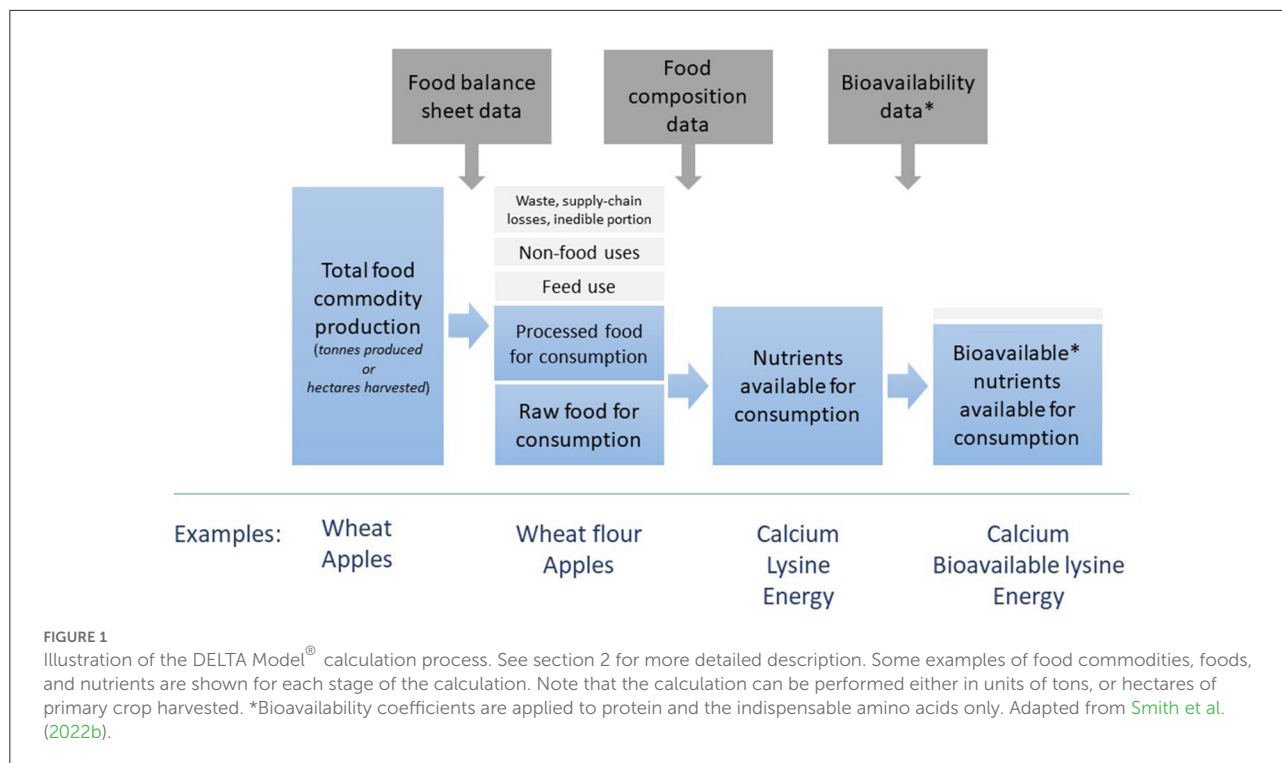 Food balance
sheet data
Food
composition
data
Bioavailability
data*
Total food
commodity
production
(tonnes produced
or
hectares harvested)
Waste, supply-chain
losses, inedible portion
Non-food uses
Feed use
Processed food
for consumption
Raw food for
consumption
Nutrients
available for
consumption
Bioavailable*
nutrients
available for
consumption
Examples:
Wheat
Apples
Wheat flour
Apples
Calcium
Lysine
Energy
Calcium
Bioavailable lysine
Energy
FIGURE 1
Illustration of the DELTA Model® calculation process. See section 2 for more detailed description. Some examples of food commodities, foods,
and nutrients are shown for each stage of the calculation. Note that the calculation can be performed either in units of tons, or hectares of
primary crop harvested. *Bioavailability coefficients are applied to protein and the indispensable amino acids only. Adapted from Smith et al.
(2022b).